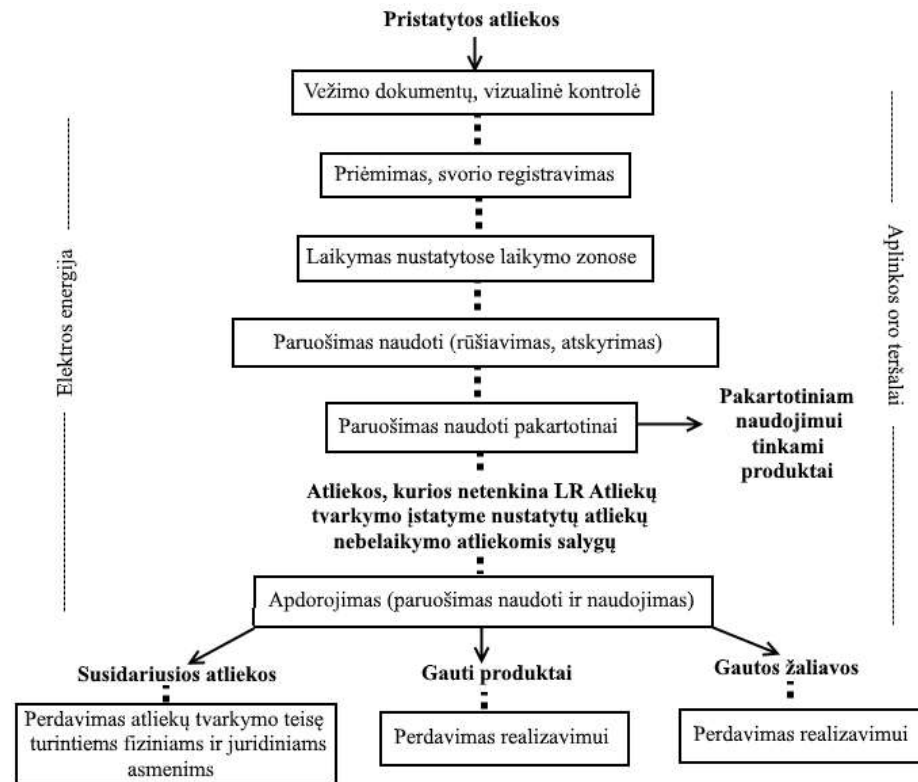 Pristatytos atliekos
Vežimo dokumentų, vizualinė kontrolė
Priėmimas, svorio registravimas
Laikymas nustatytose laikymo zonose
Paruošimas naudoti (rūšiavimas, atskyrimas)
Elektros energija
Aplinkos oro teršalai
Paruošimas naudoti pakartotinai
Pakartotiniam
naudojimui
tinkami
produktai
Atliekos, kurios netenkina LR Atliekų
tvarkymo įstatyme nustatytų atliekų
nebelaikymo atliekomis salygų
Apdorojimas (paruošimas naudoti ir naudojimas)
Susidariusios atliekos
Gauti produktai
Gautos žaliavos
Perdavimas atliekų tvarkymo teisę
turintiems fiziniams ir juridiniams
asmenims
Perdavimas realizavimui
Perdavimas realizavimui